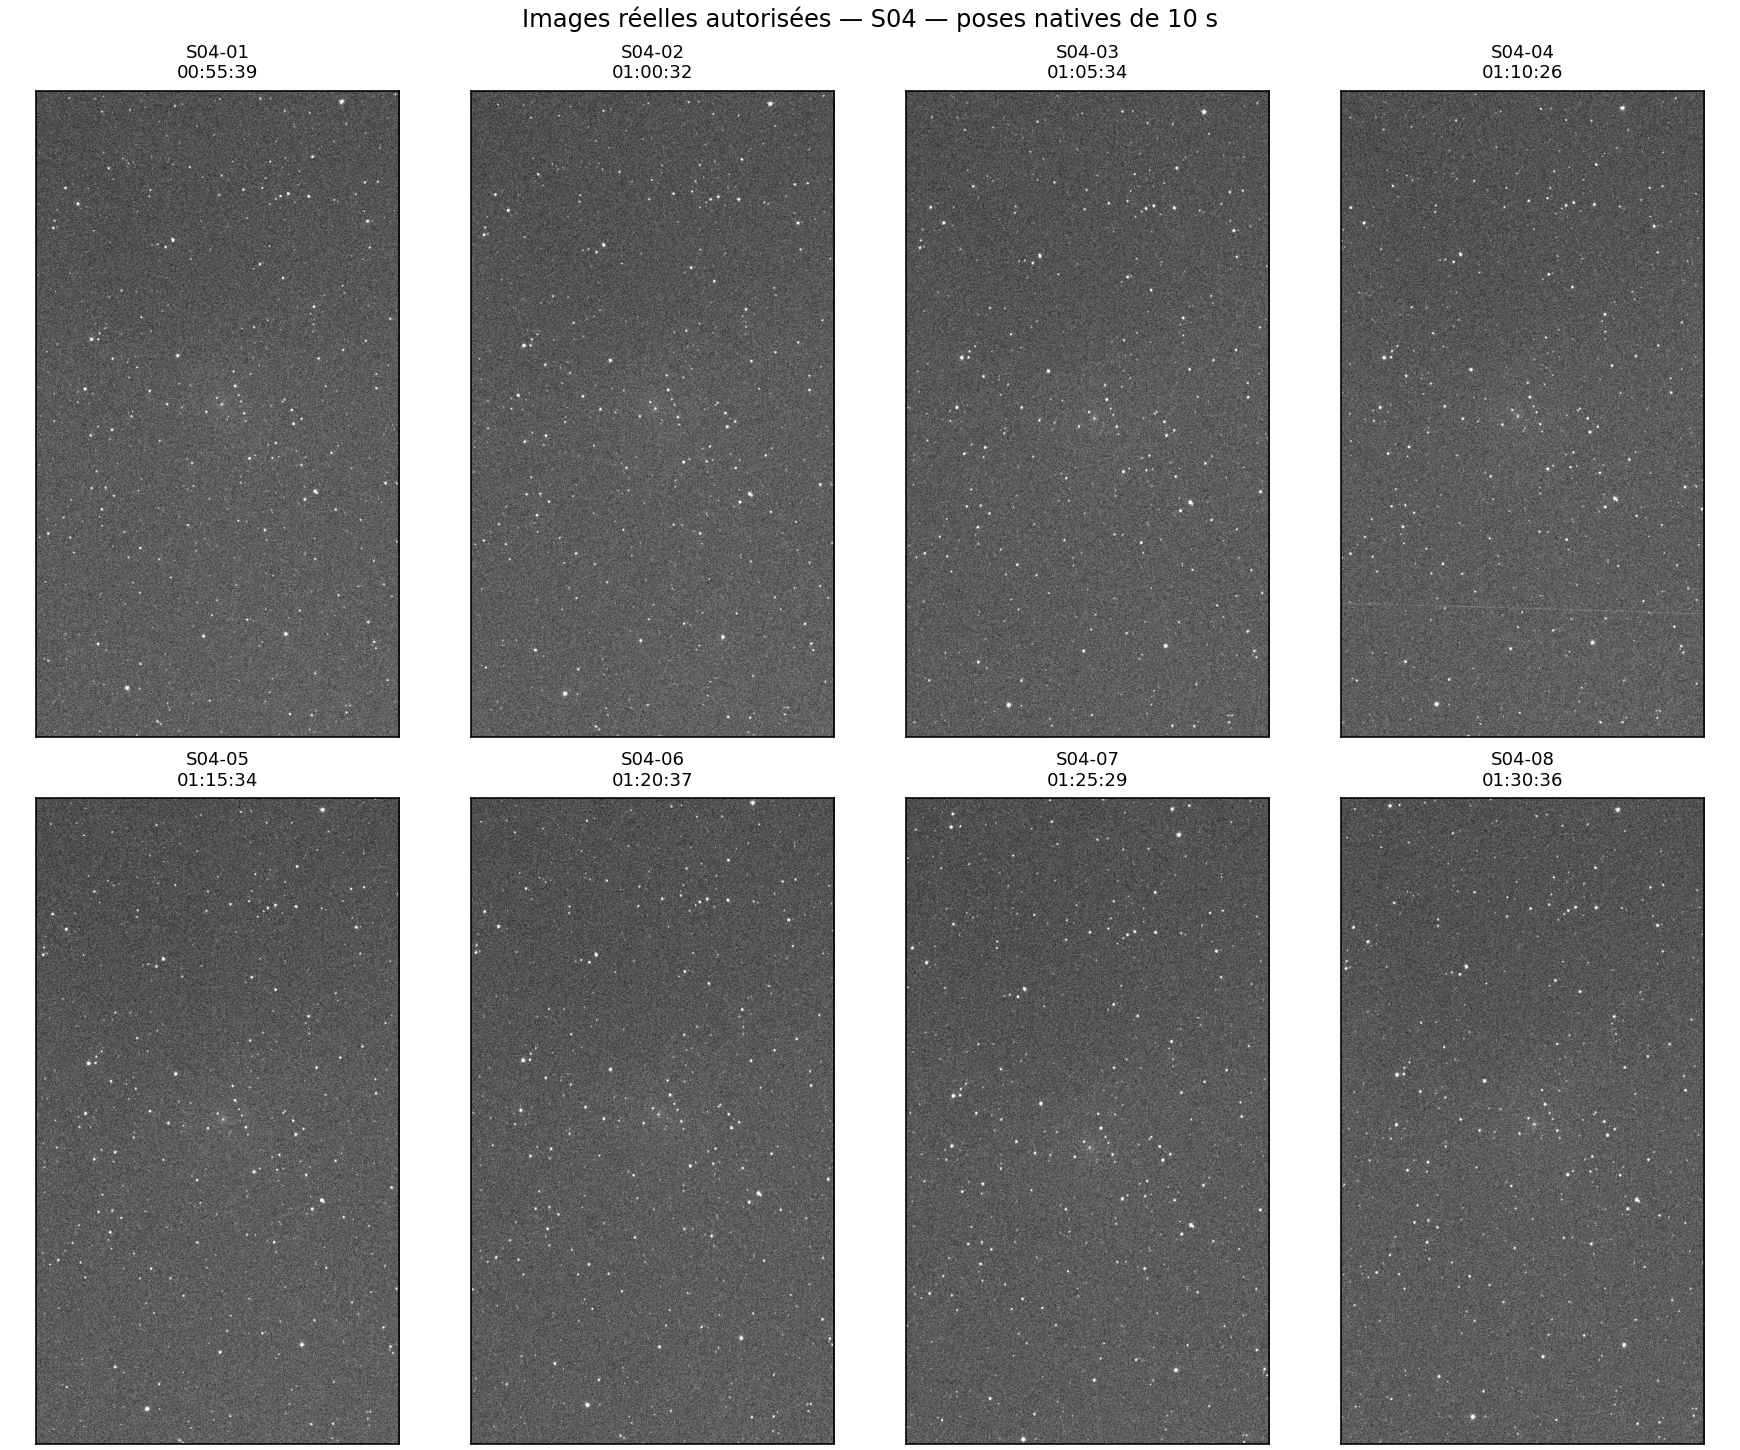 Images réelles autorisées — S04 — poses natives de 10 s
S04-01
00:55:39
S04-02
01:00:32
S04-03
01:05:34
S04-04
01:10:26
S04-05
01:15:34
S04-06
01:20:37
S04-07
01:25:29
S04-08
01:30:36